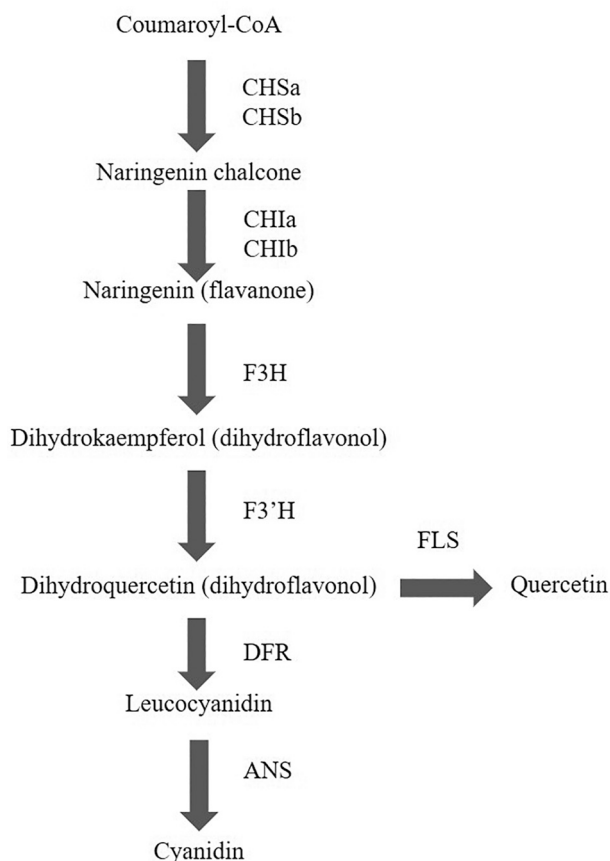 Coumaroyl-CoA
CHSa
CHSb
Naringenin chalcone
CHIa
CHIb
Naringenin (flavanone)
F3H
Dihydrokaempferol (dihydroflavonol)
F3’H
FLS
Dihydroquercetin (dihydroflavonol)
Quercetin
DFR
Leucocyanidin
ANS
Cyanidin